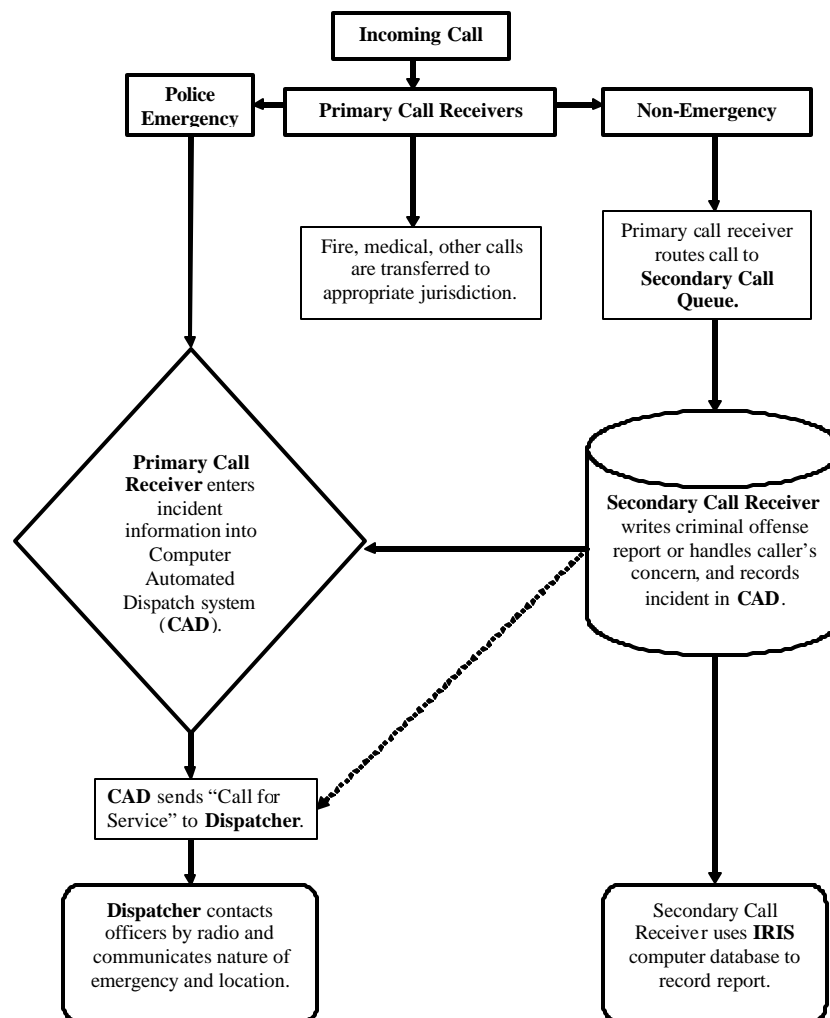 Incoming Call
Police
Emergency
Primary Call Receivers
Non-Emergency
Fire, medical, other calls
are transferred to
appropriate jurisdiction.
Primary call receiver
routes call to
Secondary Call
Queue.
Primary Call
Receiver enters
incident
information into
Computer
Automated
Dispatch system
(CAD).
Secondary Call Receiver
writes criminal offense
report or handles caller's
concern, and records
incident in CAD.
CAD sends “Call for
Service” to Dispatcher.
Dispatcher contacts
officers by radio and
communicates nature of
emergency and location.
Secondary Call
Receiver uses IRIS
computer database to
record report.